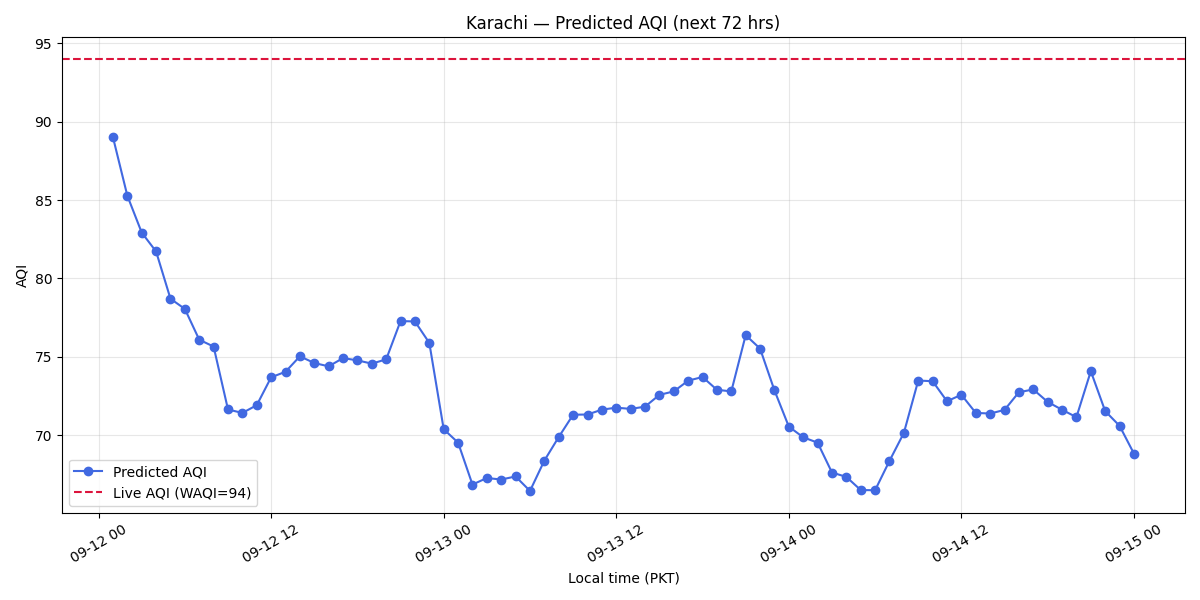 Karachi — Predicted AQI (next 72 hrs)
95
90
85
80
75
70
AQI
Predicted AQI
Live AQI (WAQI=94)
09-12 00
09-12 12
09-13 00
09-13 12
09-14 00
09-14 12
09-15 00
Local time (PKT)